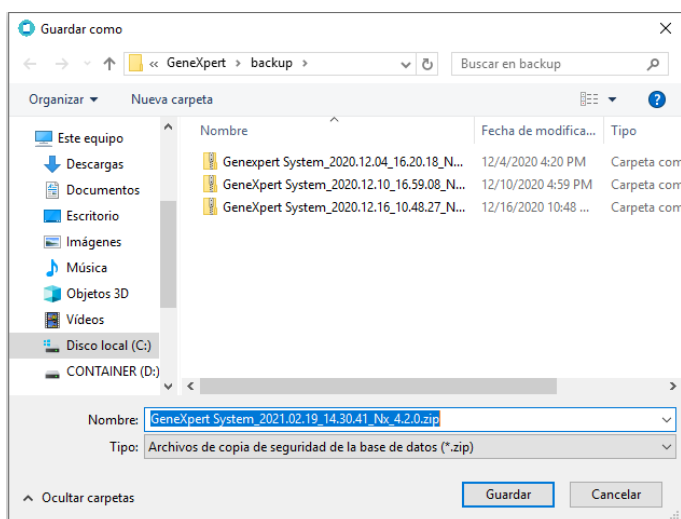 Guardar como
« GeneXpert > backup >
Buscar en backup
Organizar
Nueva carpeta
Este equipo
Descargas
Documentos
Escritorio
Imágenes
Música
Objetos 3D
Vídeos
Disco local (C:)
CONTAINER (D:)
Nombre Fecha de modifica... Tipo
Genexpert System_2020.12.04_16.20.18_N... 12/4/2020 4:20 PM Carpeta com
GeneXpert System_2020.12.10_16.59.08_N... 12/10/2020 4:59 PM Carpeta com
GeneXpert System_2020.12.16_10.48.27_N... 12/16/2020 10:48 ... Carpeta com
Nombre: GeneXpert System_2021.02.19_14.30.41_Nx_4.2.0.zip
Tipo: Archivos de copia de seguridad de la base de datos (*.zip)
Ocultar carpetas
Guardar
Cancelar